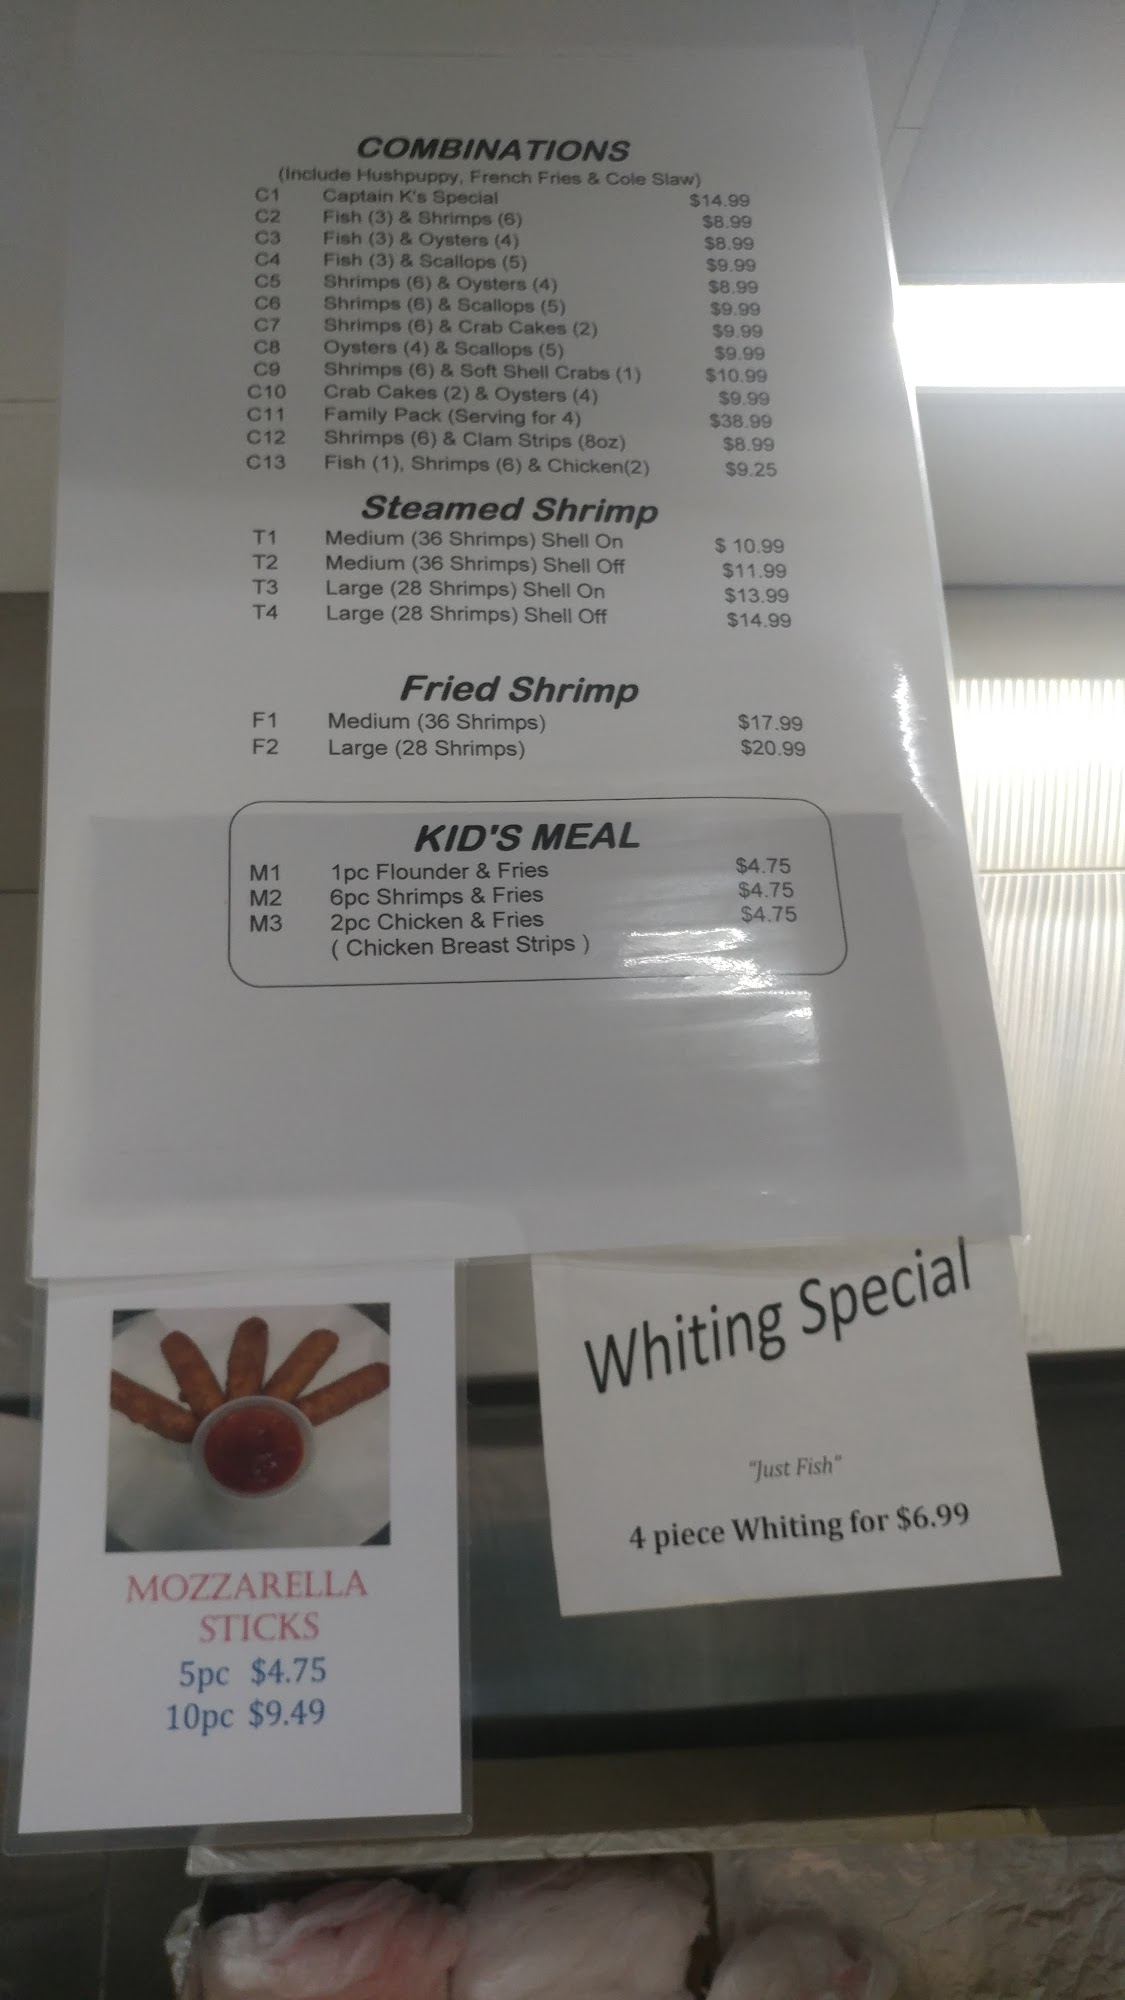 COMBINATIONS
(Include Hushpuppy, French Fries & Cole Slaw)
C1 Captain K's Special $14.99
C2 Fish (3) & Shrimps (6) $8.99
C3 Fish (3) & Oysters (4) $8.99
C4 Fish (3) & Scallops (5) $9.99
C5 Shrimps (6) & Oysters (4) $8.99
C6 Shrimps (6) & Scallops (5) $9.99
C7 Shrimps (6) & Crab Cakes (2) $9.99
C8 Oysters (4) & Scallops (5) $9.99
C9 Shrimps (6) & Soft Shell Crabs (1) $10.99
C10 Crab Cakes (2) & Oysters (4) $9.99
C11 Family Pack (Serving for 4) $38.99
C12 Shrimps (6) & Clam Strips (8oz) $8.99
C13 Fish (1), Shrimps (6) & Chicken(2) $9.25
Steamed Shrimp
T1 Medium (36 Shrimps) Shell On $ 10.99
T2 Medium (36 Shrimps) Shell Off $11.99
T3 Large (28 Shrimps) Shell On $13.99
T4 Large (28 Shrimps) Shell Off $14.99
Fried Shrimp
F1 Medium (36 Shrimps) $17.99
F2 Large (28 Shrimps) $20.99
KID'S MEAL
M1 1pc Flounder & Fries $4.75
M2 6pc Shrimps & Fries $4.75
M3 2pc Chicken & Fries $4.75
( Chicken Breast Strips )
MOZZARELLA
STICKS
5pc $4.75
10pc $9.49
Whiting Special
"Just Fish"
4 piece Whiting for $6.99